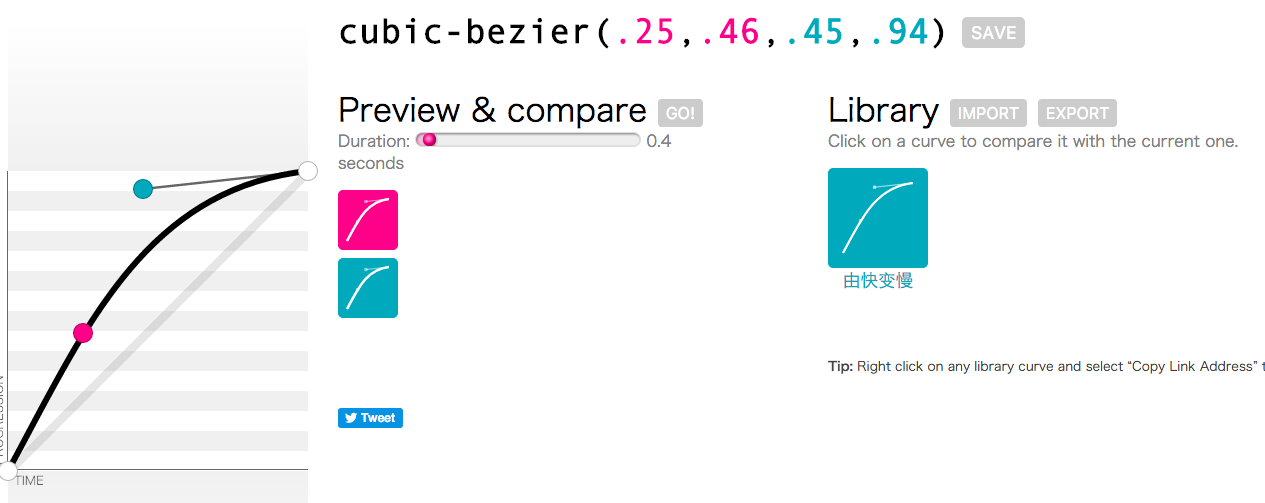 cubic-bezier(.25,.46,.45,.94) SAVE
Preview & compare GO!
Duration: 0.4
seconds
Library IMPORT EXPORT
Click on a curve to compare it with the current one.
由快变慢
Tip: Right click on any library curve and select “Copy Link Address”
Tweet
TIME